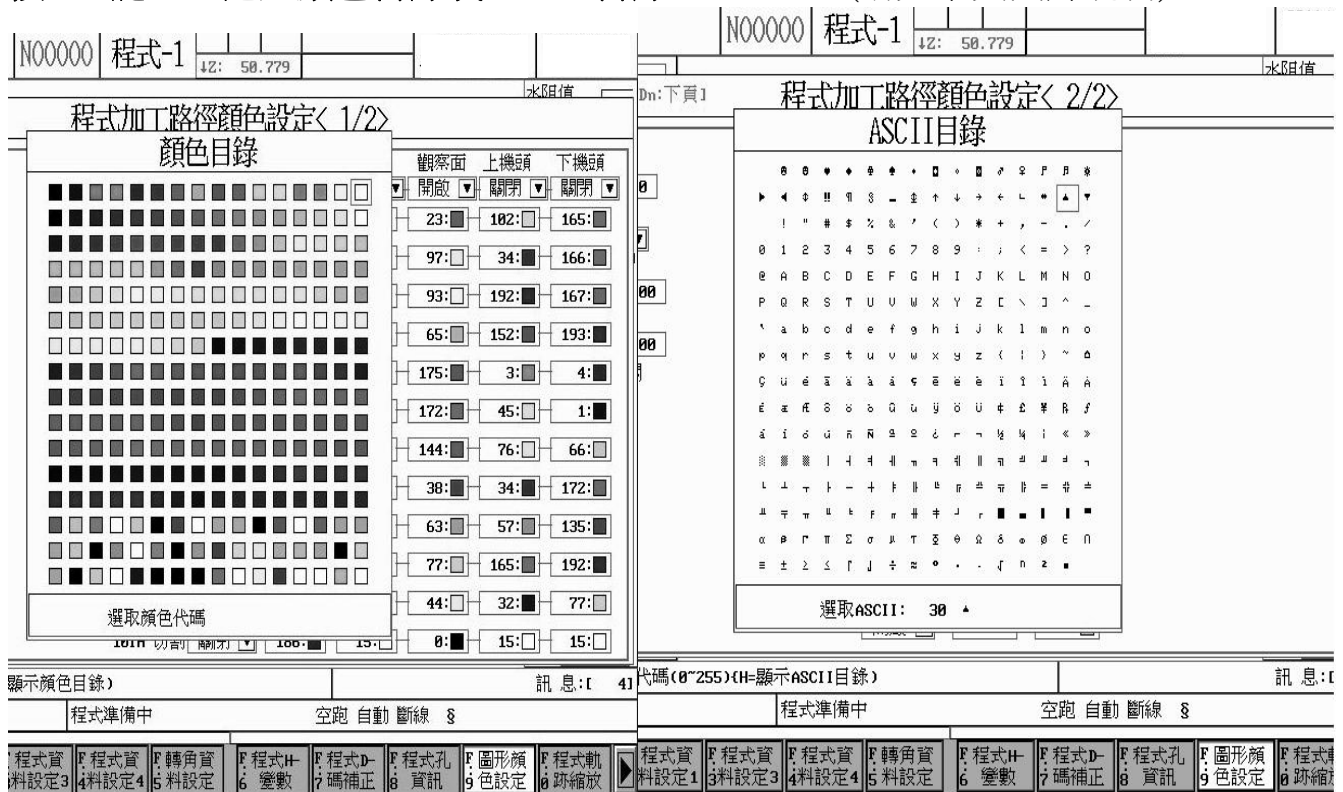 N00000 程式-1 ↓Z: 50.779
水阻值
程式加工路徑顏色設定< 1/2>
顏色目錄
觀察面 上機頭 下機頭
開啟 關閉 關閉
23: 102: 165:
97: 34: 166:
93: 192: 167:
65: 152: 193:
175: 3: 4:
172: 45: 1:
144: 76: 66:
38: 34: 172:
63: 57: 135:
77: 165: 192:
44: 32: 77:
10TH 切割 關閉 186: 15: 0: 15: 15:
選取顏色代碼
顯示顏色目錄) 訊 息:[ 4]
程式準備中 空跑 自動 斷線 §
程式資料設定3 F4程式資料設定4 F5轉角資料設定 F6程式H-變數 F7程式D-碼補正 F8程式孔資訊 F9圖形顏色設定 F0程式軌跡縮放
N00000 程式-1 ↓Z: 50.779
水阻值
Dn:下頁]
程式加工路徑顏色設定< 2/2>
ASCII目錄
! " # $ % & ' ( ) * + , - . /
0 1 2 3 4 5 6 7 8 9 : ; < = > ?
@ A B C D E F G H I J K L M N O
P Q R S T U V W X Y Z [ \ ] ^ _
` a b c d e f g h i j k l m n o
p q r s t u v w x y z { ¦ } ~ ⌂
α β Γ π Σ σ μ τ Φ θ Ω δ ∞ ø ∈ ∩
≡ ± ≥ ≤ ⌠ ⌡ ÷ ≈ ° · · √ ⁿ ² ■
選取ASCII: 30 ▲
代碼(0~255){H=顯示ASCII目錄) 訊 息:[
程式準備中 空跑 自動 斷線 §
程式資料設定1 F3程式資料設定3 F4程式資料設定4 F5轉角資料設定 F6程式H-變數 F7程式D-碼補正 F8程式孔資訊 F9圖形顏色設定